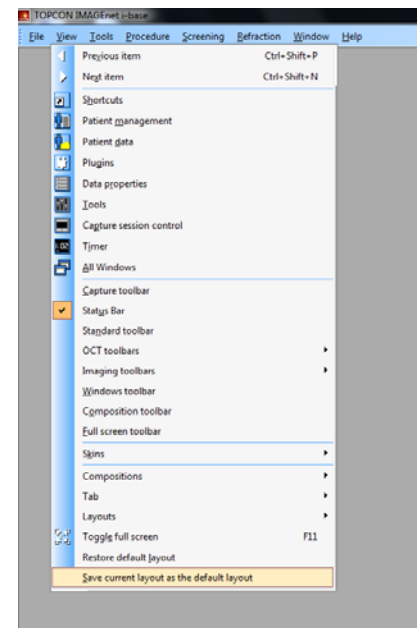 TOPCON IMAGEnet i-base
File View Tools Procedure Screening Refraction Window Help
Previous item Ctrl+Shift+P
Next item Ctrl+Shift+N
Shortcuts
Patient management
Patient data
Plugins
Data properties
Tools
Capture session control
Timer
All Windows
Capture toolbar
Status Bar
Standard toolbar
OCT toolbars
Imaging toolbars
Windows toolbar
Composition toolbar
Full screen toolbar
Skins
Compositions
Tab
Layouts
Toggle full screen F11
Restore default layout
Save current layout as the default layout